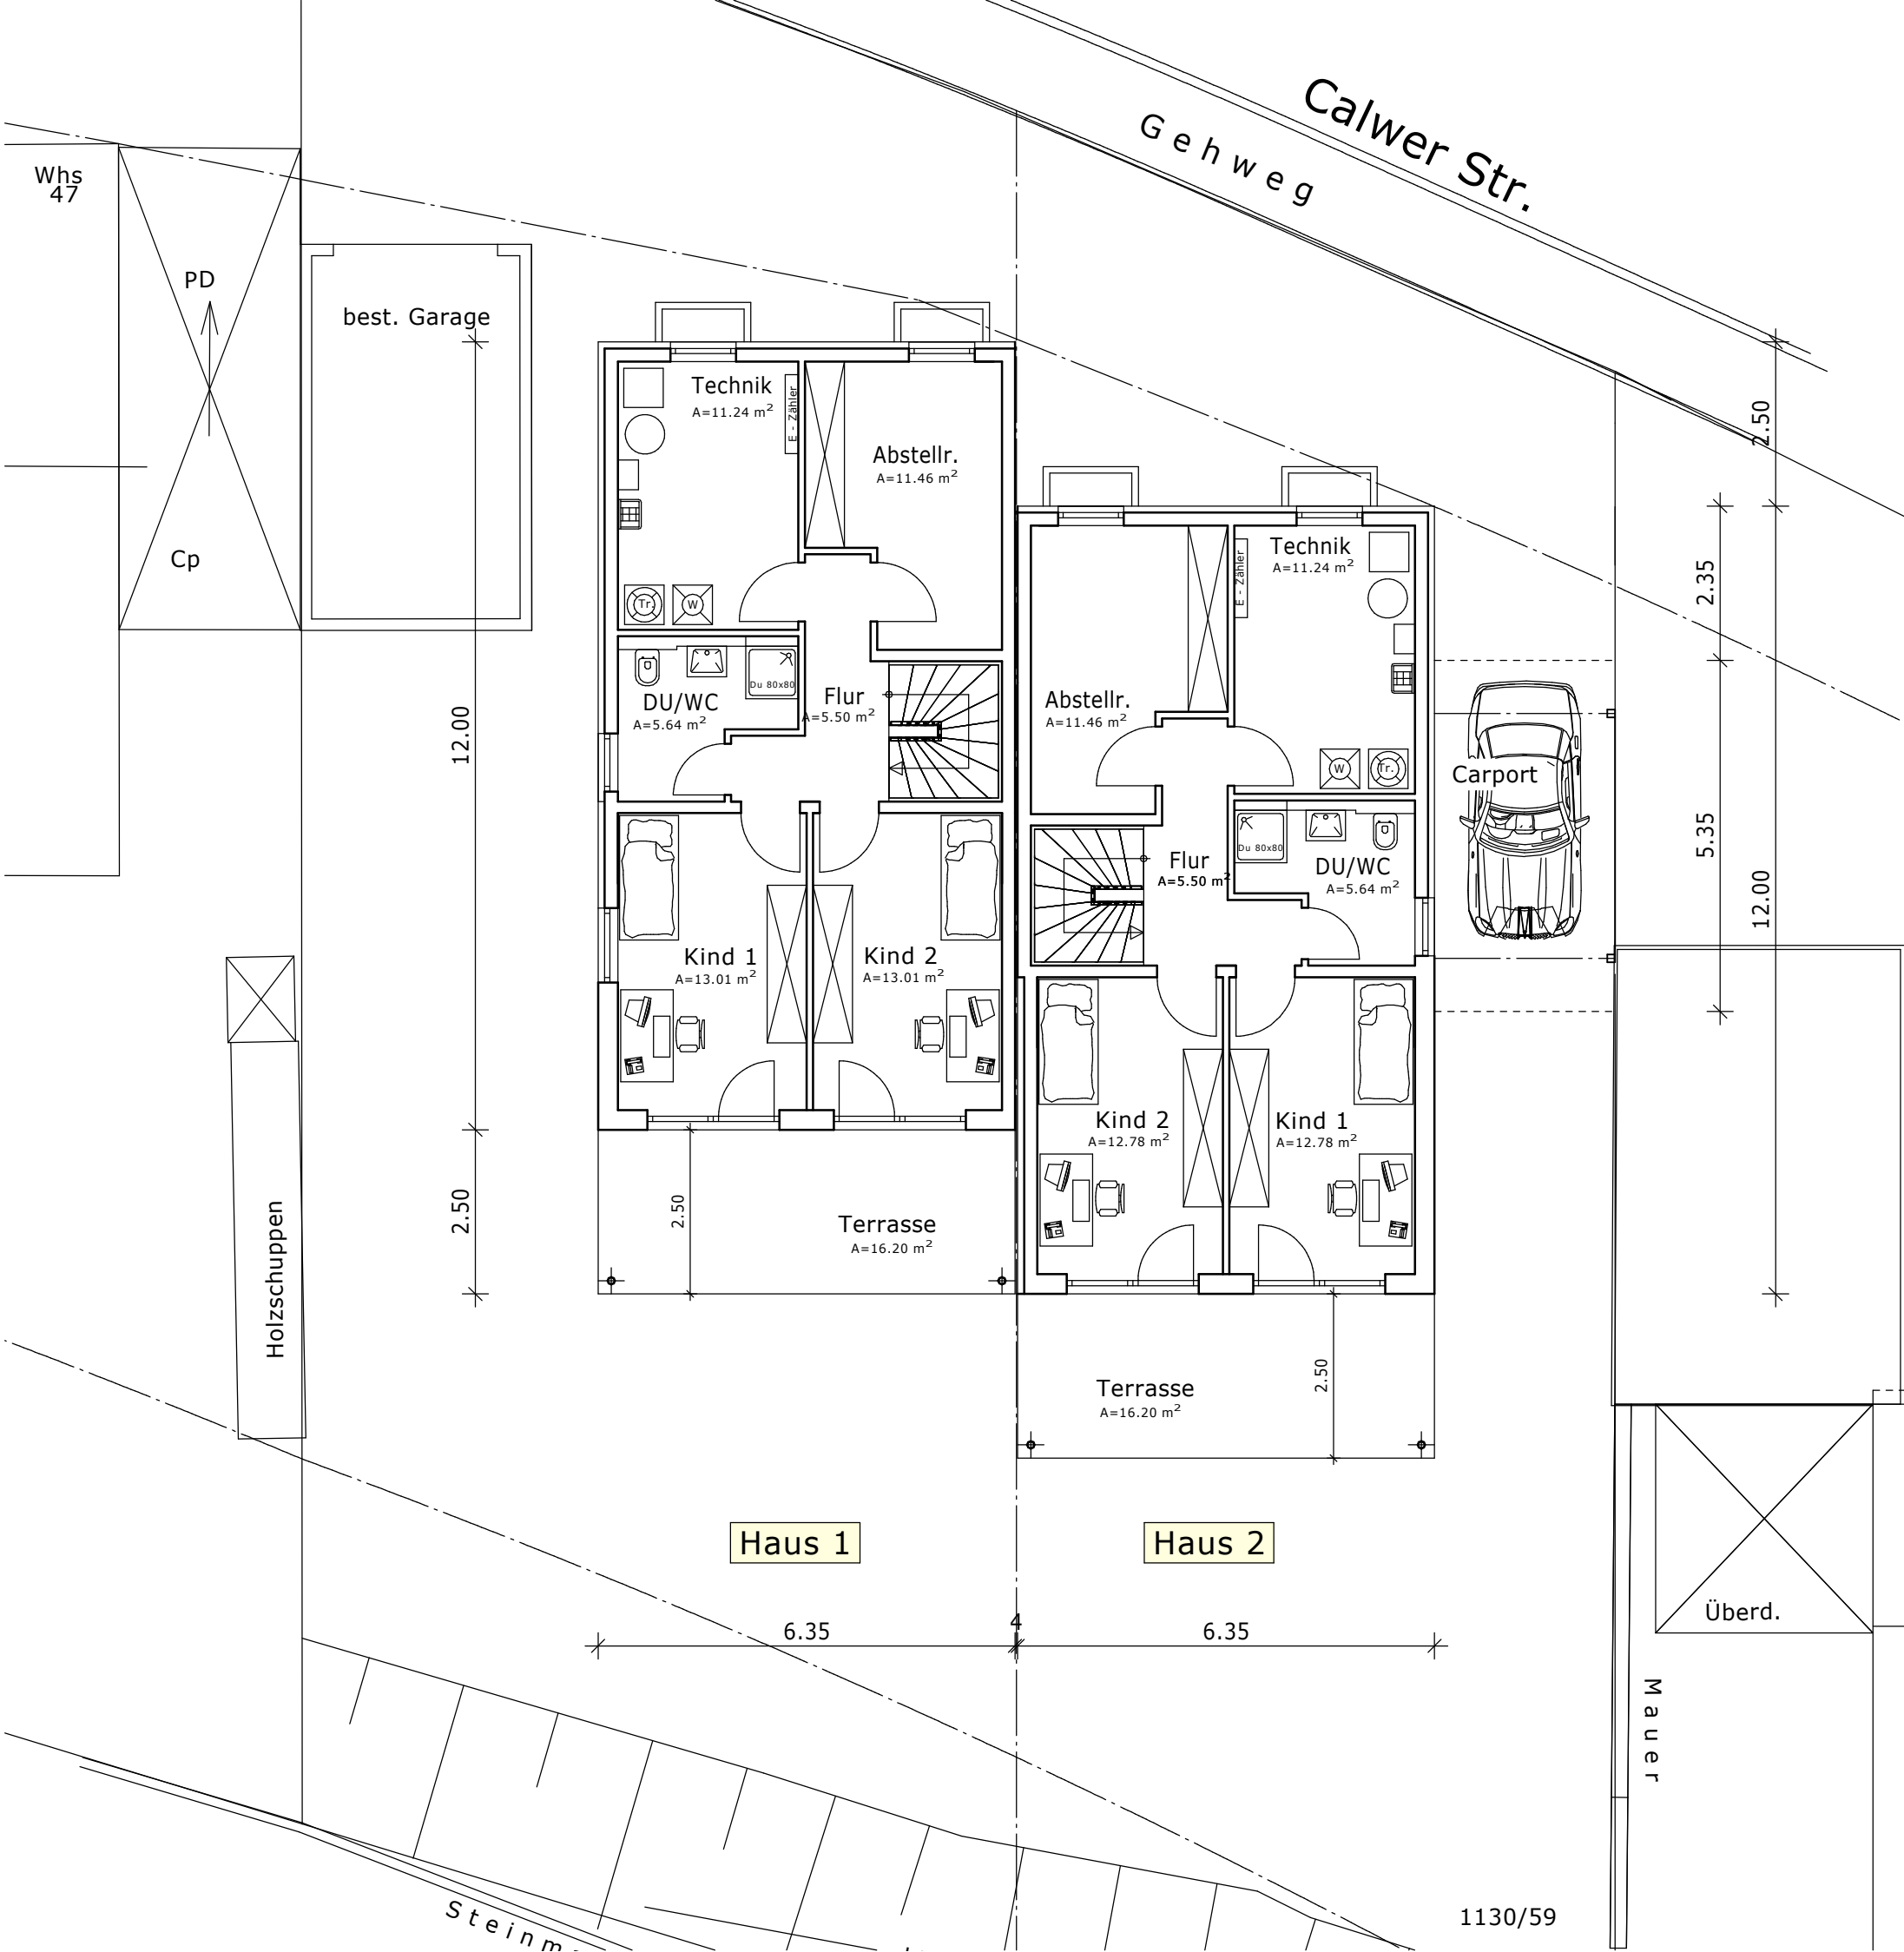 Calwer Str.
Gehweg
Whs
47
PD
best. Garage
Cp
Technik
A=11.24 m²
E - Zähler
Abstellr.
A=11.46 m²
Tr.
W
Du 80x80
DU/WC
A=5.64 m²
Flur
A=5.50 m²
Kind 1
A=13.01 m²
Kind 2
A=13.01 m²
12.00
2.50
2.50
Terrasse
A=16.20 m²
Holzschuppen
Technik
A=11.24 m²
E - Zähler
Abstellr.
A=11.46 m²
W
Tr.
Du 80x80
DU/WC
A=5.64 m²
Flur
A=5.50 m²
Kind 2
A=12.78 m²
Kind 1
A=12.78 m²
Carport
2.50
2.35
5.35
12.00
Terrasse
A=16.20 m²
2.50
Haus 1
Haus 2
6.35
4
6.35
Überd.
Mauer
1130/59
Steinm